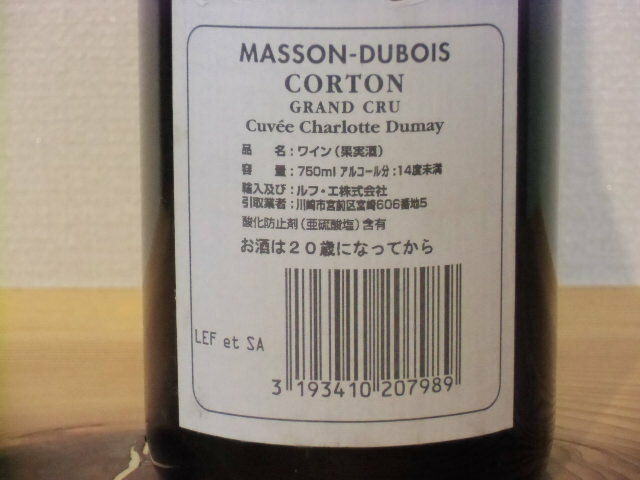 MASSON-DUBOIS
CORTON
GRAND CRU
Cuvée Charlotte Dumay
品 名：ワイン（果実酒）
容 量：750ml アルコール分：14度未満
輸入及び：ルフ・エ株式会社
引取業者：川崎市宮前区宮崎606番地5
酸化防止剤（亜硫酸塩）含有
お酒は20歳になってから
LEF et SA
3 193410 207989